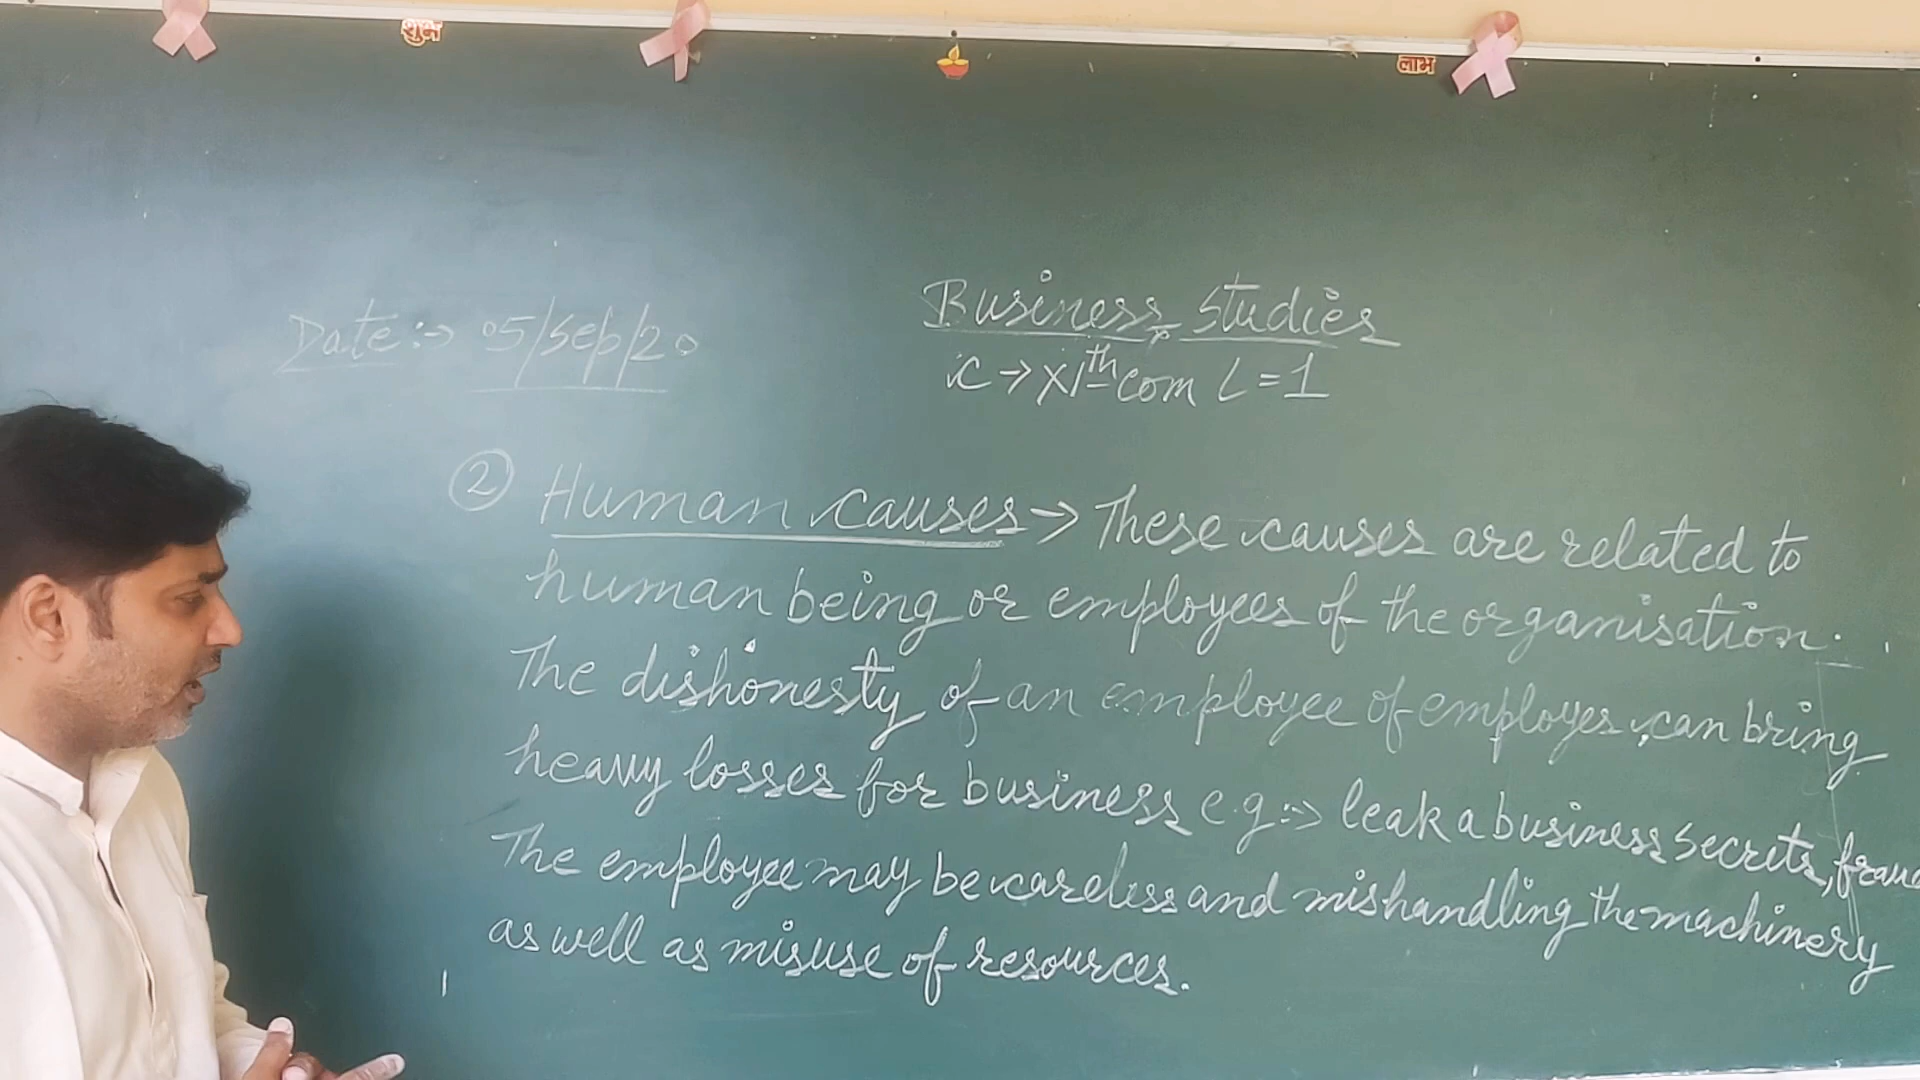 शुभ
लाभ
Date:→ 05/Sep/20
Business Studies
C → XIth com L = 1
② Human causes → These causes are related to
human being or employees of the organisation.
The dishonesty of an employee of employes can bring
heavy losses for business e.g:→ leak a business secrets,
The employee may be careless and mishandling the machinery
as well as misuse of resources.